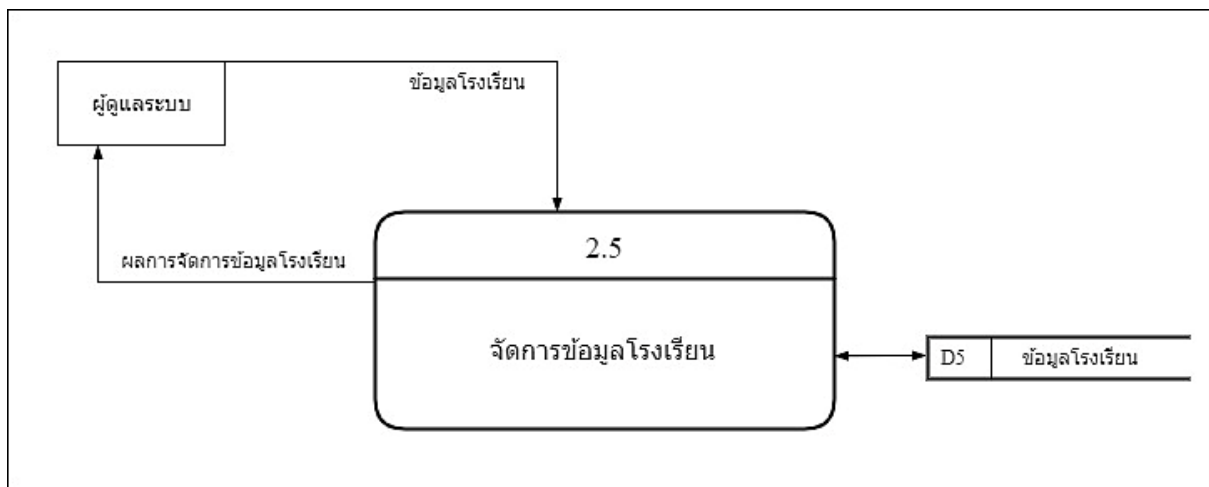 ข้อมูลโรงเรียน
ผู้ดูแลระบบ
2.5
ผลการจัดการข้อมูลโรงเรียน
จัดการข้อมูลโรงเรียน
D5 ข้อมูลโรงเรียน